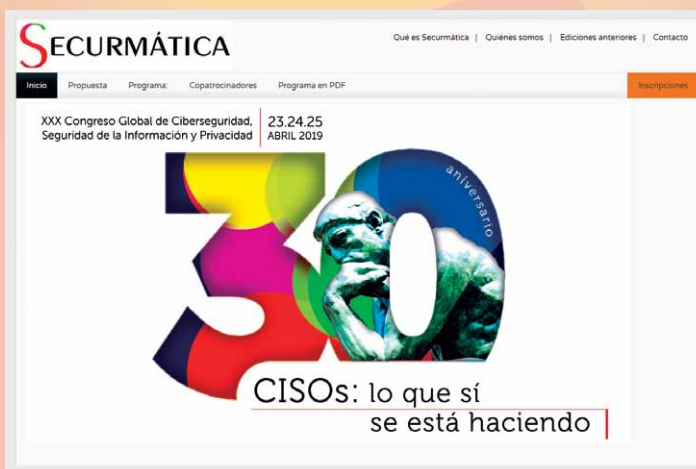 SECURMÁTICA
Qué es Securmática | Quiénes somos | Ediciones anteriores | Contacto
Inicio Propuesta Programa: Copatrocinadores Programa en PDF Inscripciones
XXX Congreso Global de Ciberseguridad,
Seguridad de la Información y Privacidad
23.24.25
ABRIL 2019
30
aniversario
CISOs: lo que sí
se está haciendo